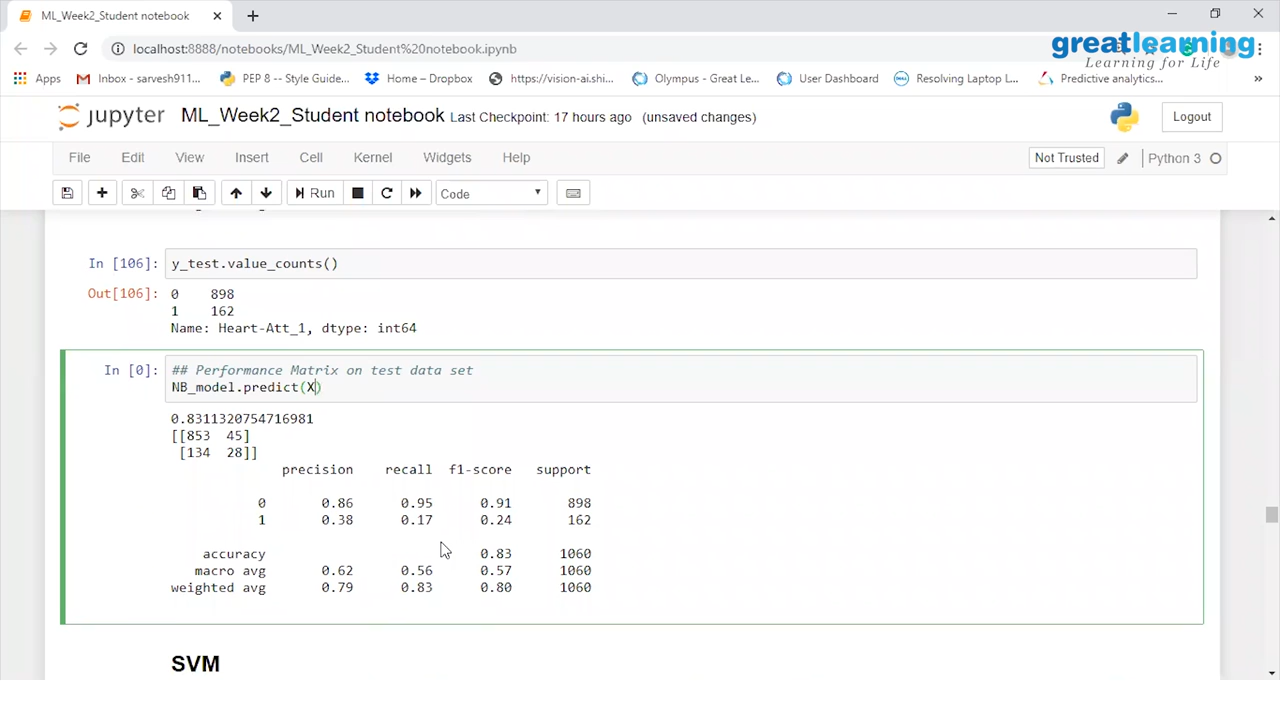 ML_Week2_Student notebook
localhost:8888/notebooks/ML_Week2_Student%20notebook.ipynb
greatlearning
Learning for Life
Apps
Inbox - sarvesh911...
PEP 8 -- Style Guide...
Home – Dropbox
https://vision-ai.shi...
Olympus - Great Le...
User Dashboard
Resolving Laptop L...
Predictive analytics...
»
jupyter ML_Week2_Student notebook Last Checkpoint: 17 hours ago (unsaved changes)
Logout
File Edit View Insert Cell Kernel Widgets Help
Not Trusted
Python 3
Run
Code
In [106]: y_test.value_counts()
Out[106]: 0 898
1 162
Name: Heart-Att_1, dtype: int64
In [0]: ## Performance Matrix on test data set
NB_model.predict(X)
0.8311320754716981
[[853 45]
[134 28]]
precision recall f1-score support
0 0.86 0.95 0.91 898
1 0.38 0.17 0.24 162
accuracy 0.83 1060
macro avg 0.62 0.56 0.57 1060
weighted avg 0.79 0.83 0.80 1060
SVM